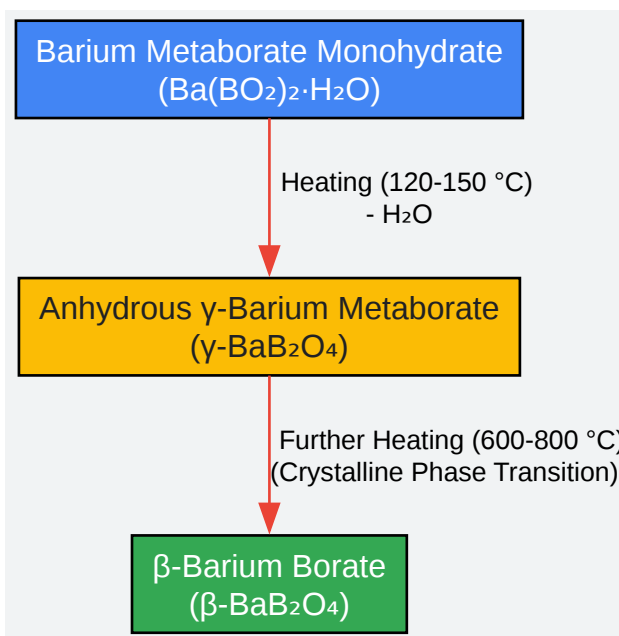 Barium Metaborate Monohydrate
(Ba(BO₂)₂·H₂O)
Heating (120-150 °C)
- H₂O
Anhydrous γ-Barium Metaborate
(γ-BaB₂O₄)
Further Heating (600-800 °C)
(Crystalline Phase Transition)
β-Barium Borate
(β-BaB₂O₄)